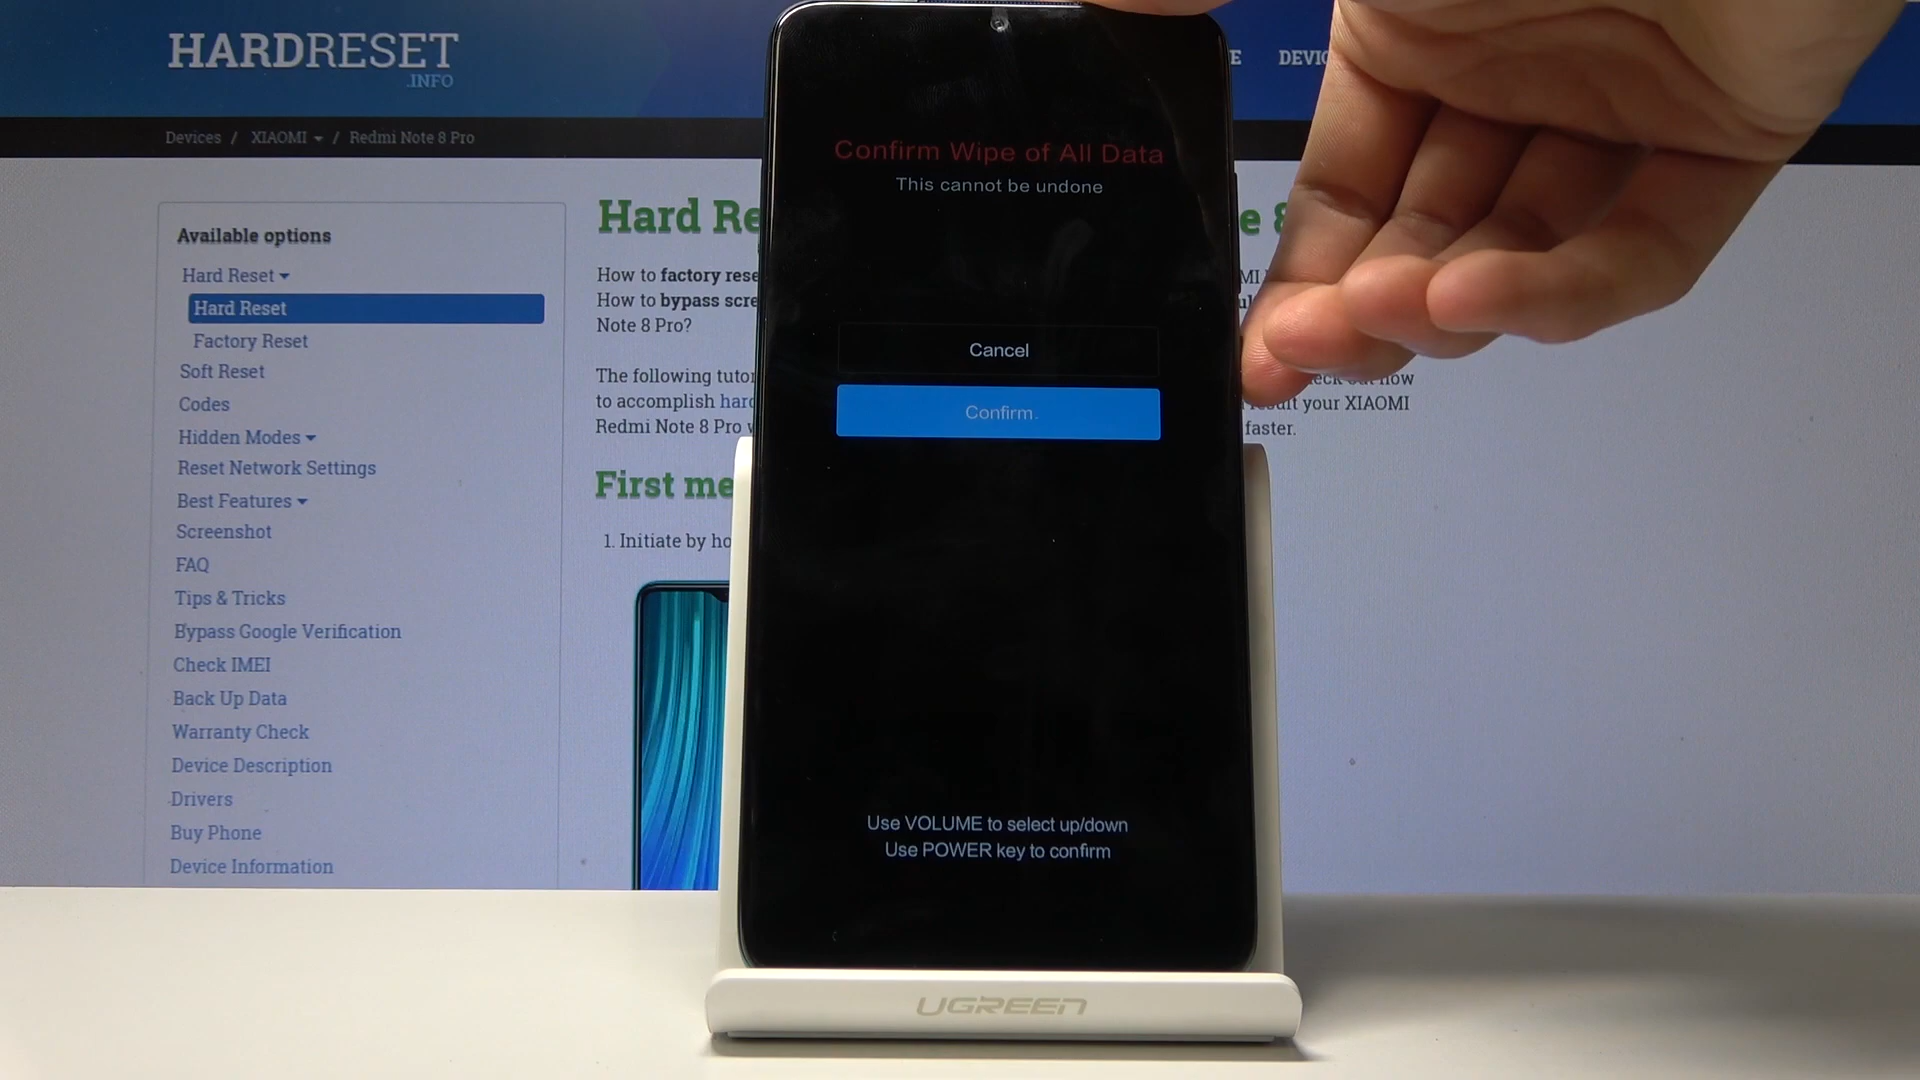 HARDRESET
.INFO
Devices / XIAOMI / Redmi Note 8 Pro
Available options
Hard Reset
Hard Reset
Factory Reset
Soft Reset
Codes
Hidden Modes
Reset Network Settings
Best Features
Screenshot
FAQ
Tips & Tricks
Bypass Google Verification
Check IMEI
Back Up Data
Warranty Check
Device Description
Drivers
Buy Phone
Device Information
Hard Re
How to factory rese
How to bypass scre
Note 8 Pro?
The following tutor
to accomplish hard
Redmi Note 8 Pro
First me
1. Initiate by ho
Confirm Wipe of All Data
This cannot be undone
Cancel
Confirm.
Use VOLUME to select up/down
Use POWER key to confirm
DEVIC
e 8
MI
your XIAOMI
faster.
UGREEN